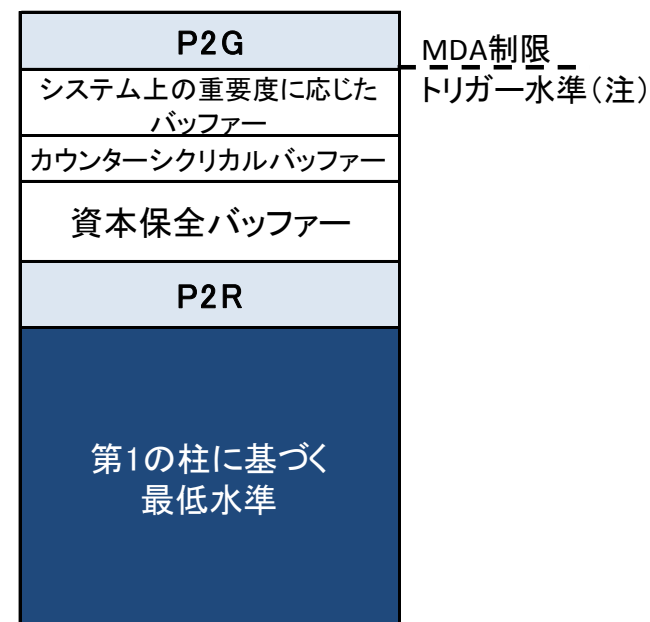 P2G
MDA制限
トリガー水準(注)
システム上の重要度に応じた
バッファー
カウンターシクリカルバッファー
資本保全バッファー
P2R
第1の柱に基づく
最低水準